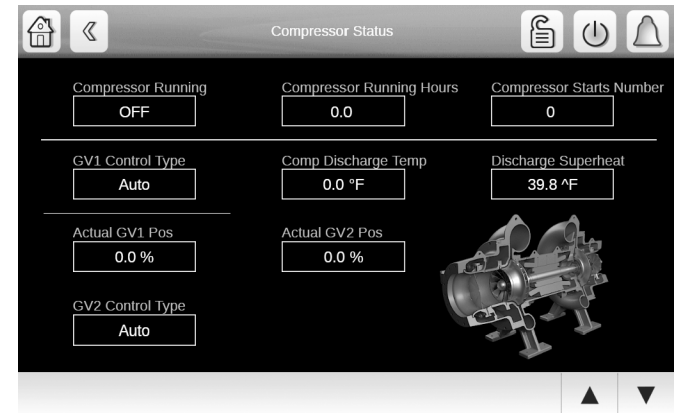 Compressor Status
Compressor Running
Compressor Running Hours
Compressor Starts Number
OFF
0.0
0
GV1 Control Type
Comp Discharge Temp
Discharge Superheat
Auto
0.0 °F
39.8 ^F
Actual GV1 Pos
Actual GV2 Pos
0.0 %
0.0 %
GV2 Control Type
Auto